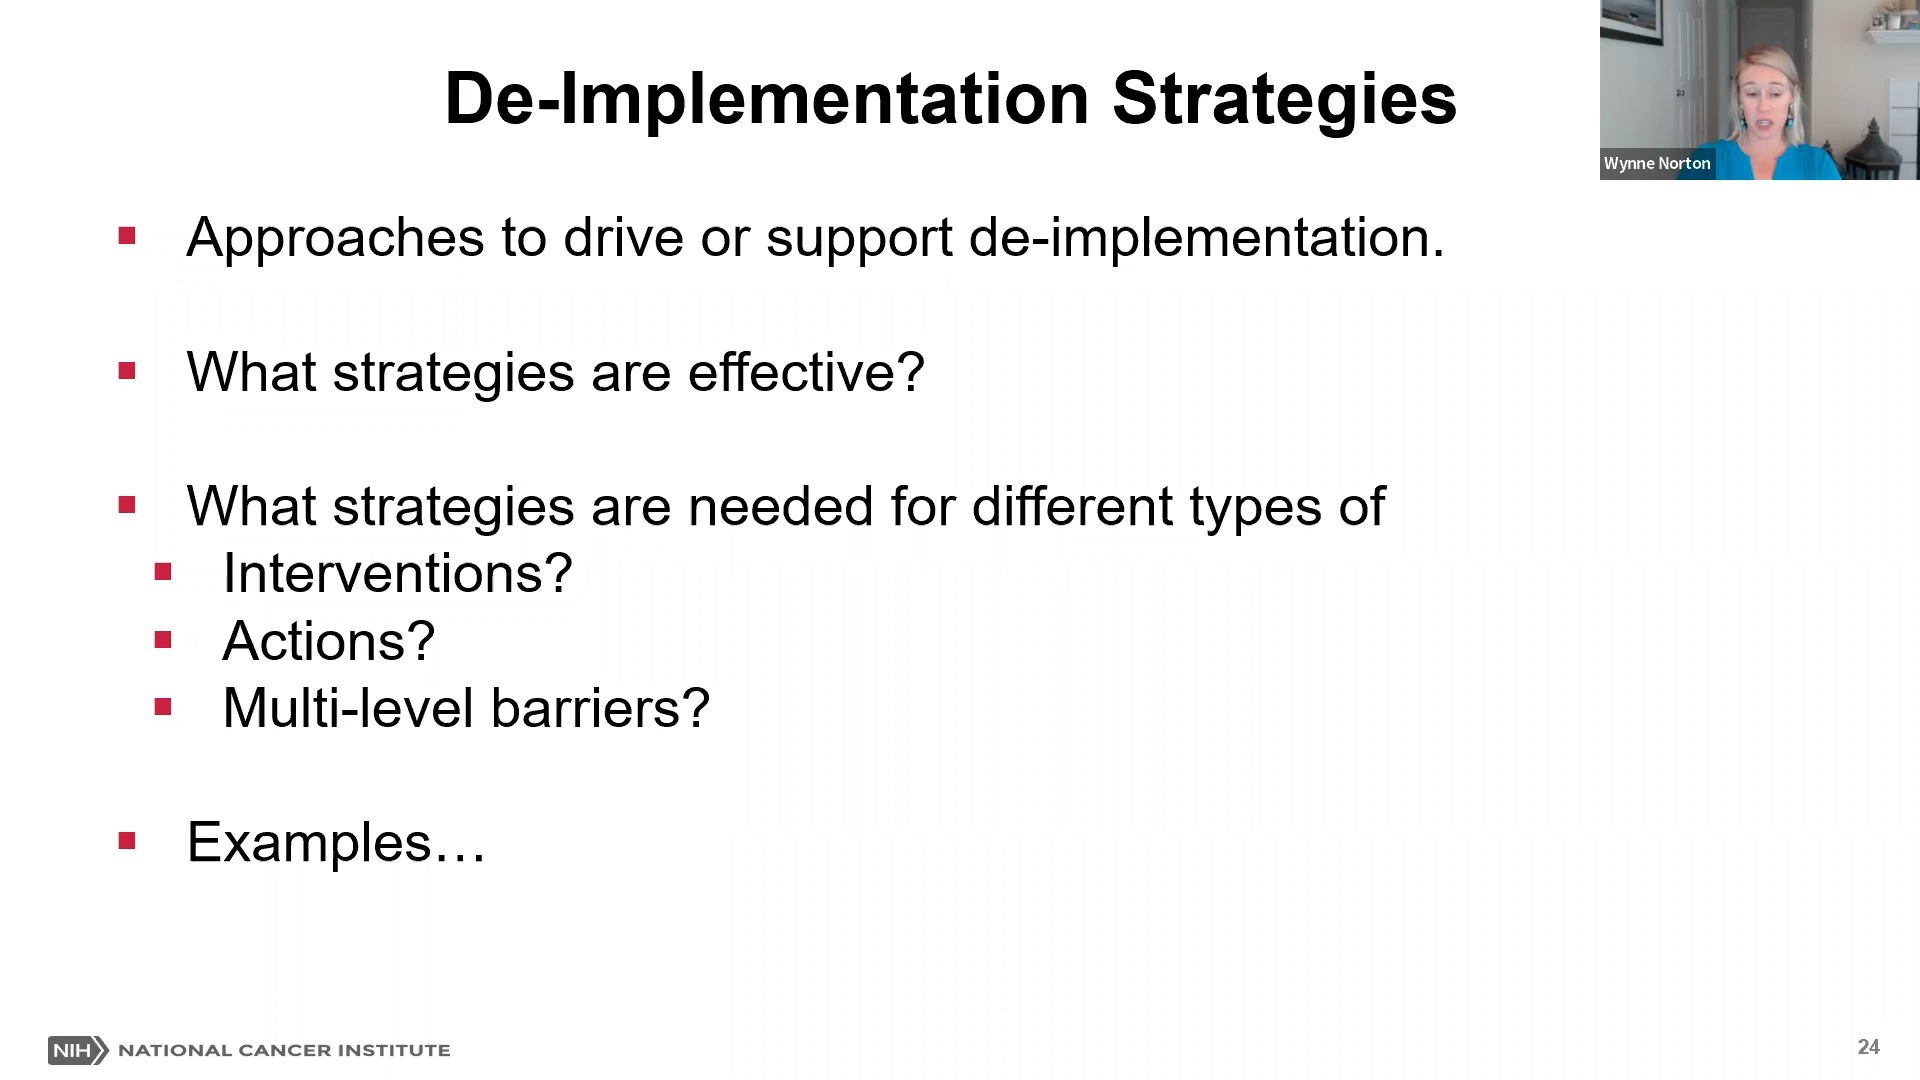 De-Implementation Strategies
Wynne Norton
▪ Approaches to drive or support de-implementation.
▪ What strategies are effective?
▪ What strategies are needed for different types of
▪ Interventions?
▪ Actions?
▪ Multi-level barriers?
▪ Examples…
NIH NATIONAL CANCER INSTITUTE
24